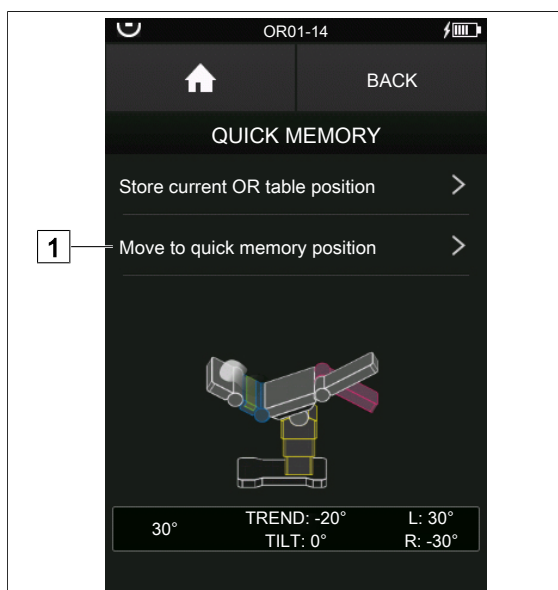 OR01-14
BACK
QUICK MEMORY
Store current OR table position
1
Move to quick memory position
30°
TREND: -20°
TILT: 0°
L: 30°
R: -30°